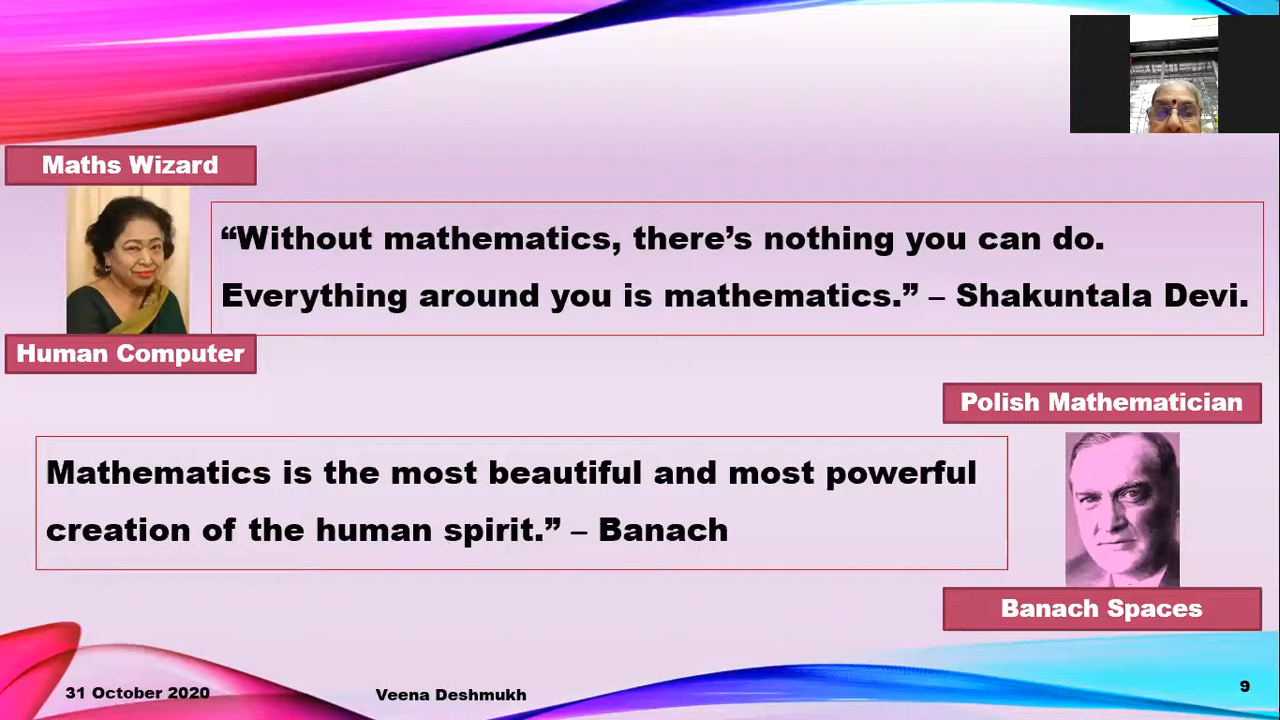 Maths Wizard
“Without mathematics, there’s nothing you can do.
Everything around you is mathematics.” – Shakuntala Devi.
Human Computer
Polish Mathematician
Mathematics is the most beautiful and most powerful
creation of the human spirit.” – Banach
Banach Spaces
31 October 2020
Veena Deshmukh
9